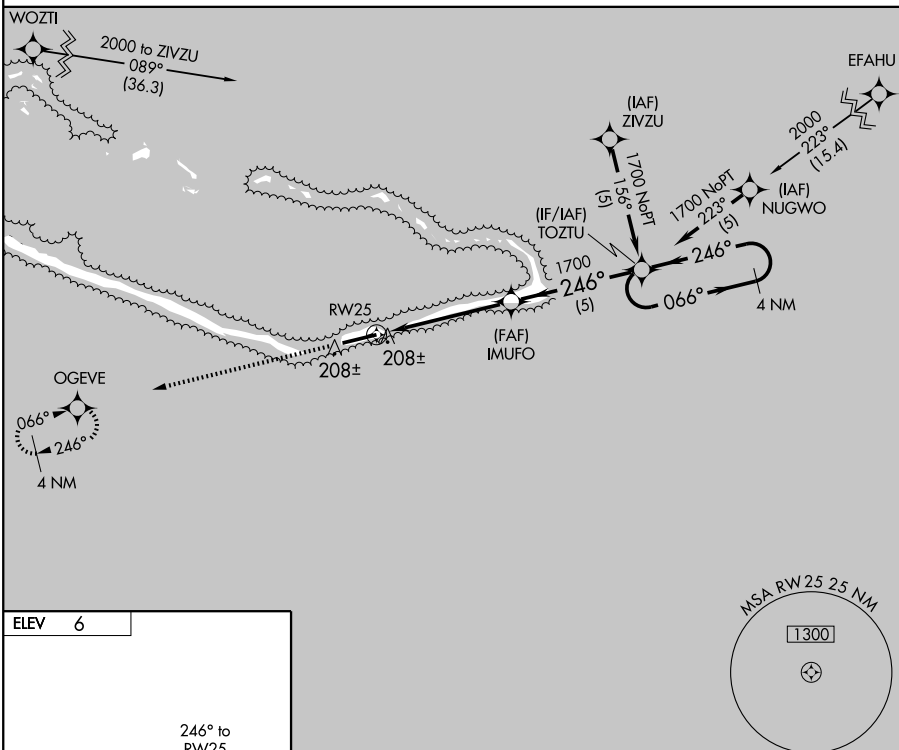 WOZTI
2000 to ZIVZU
089°
(36.3)
EFAHU
2000
223°
(15.4)
(IAF)
ZIVZU
1700 NoPT
156°
(5)
(IAF)
NUGWO
1700 NoPT
223°
(5)
(IF/IAF)
TOZTU
246°
066°
4 NM
1700
246°
(5)
RW25
(FAF)
IMUFO
208±
208±
OGEVE
066°
246°
4 NM
MSA RW25 25 NM
1300
ELEV 6
246° to
RW25